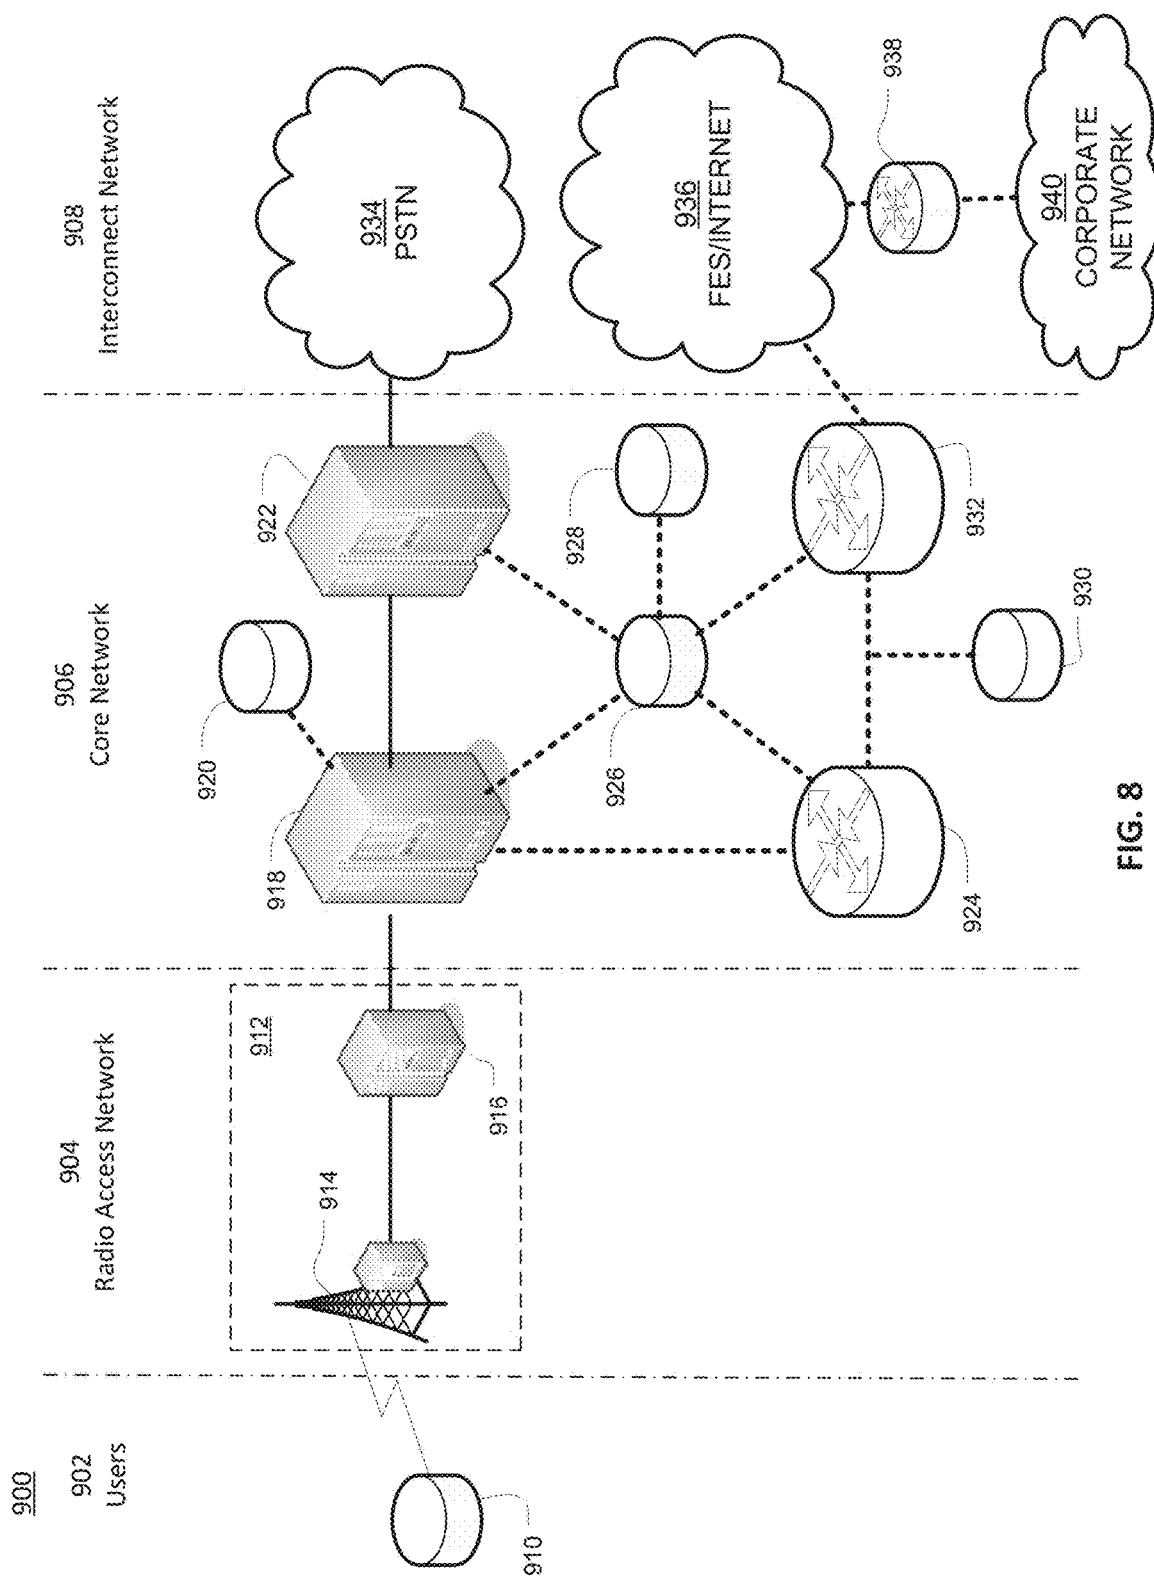 900
902
Users
904
Radio Access Network
906
Core Network
908
Interconnect Network
910
912
914
916
918
920
922
924
926
928
930
932
934
PSTN
936
FES/INTERNET
938
940
CORPORATE
NETWORK
FIG. 8